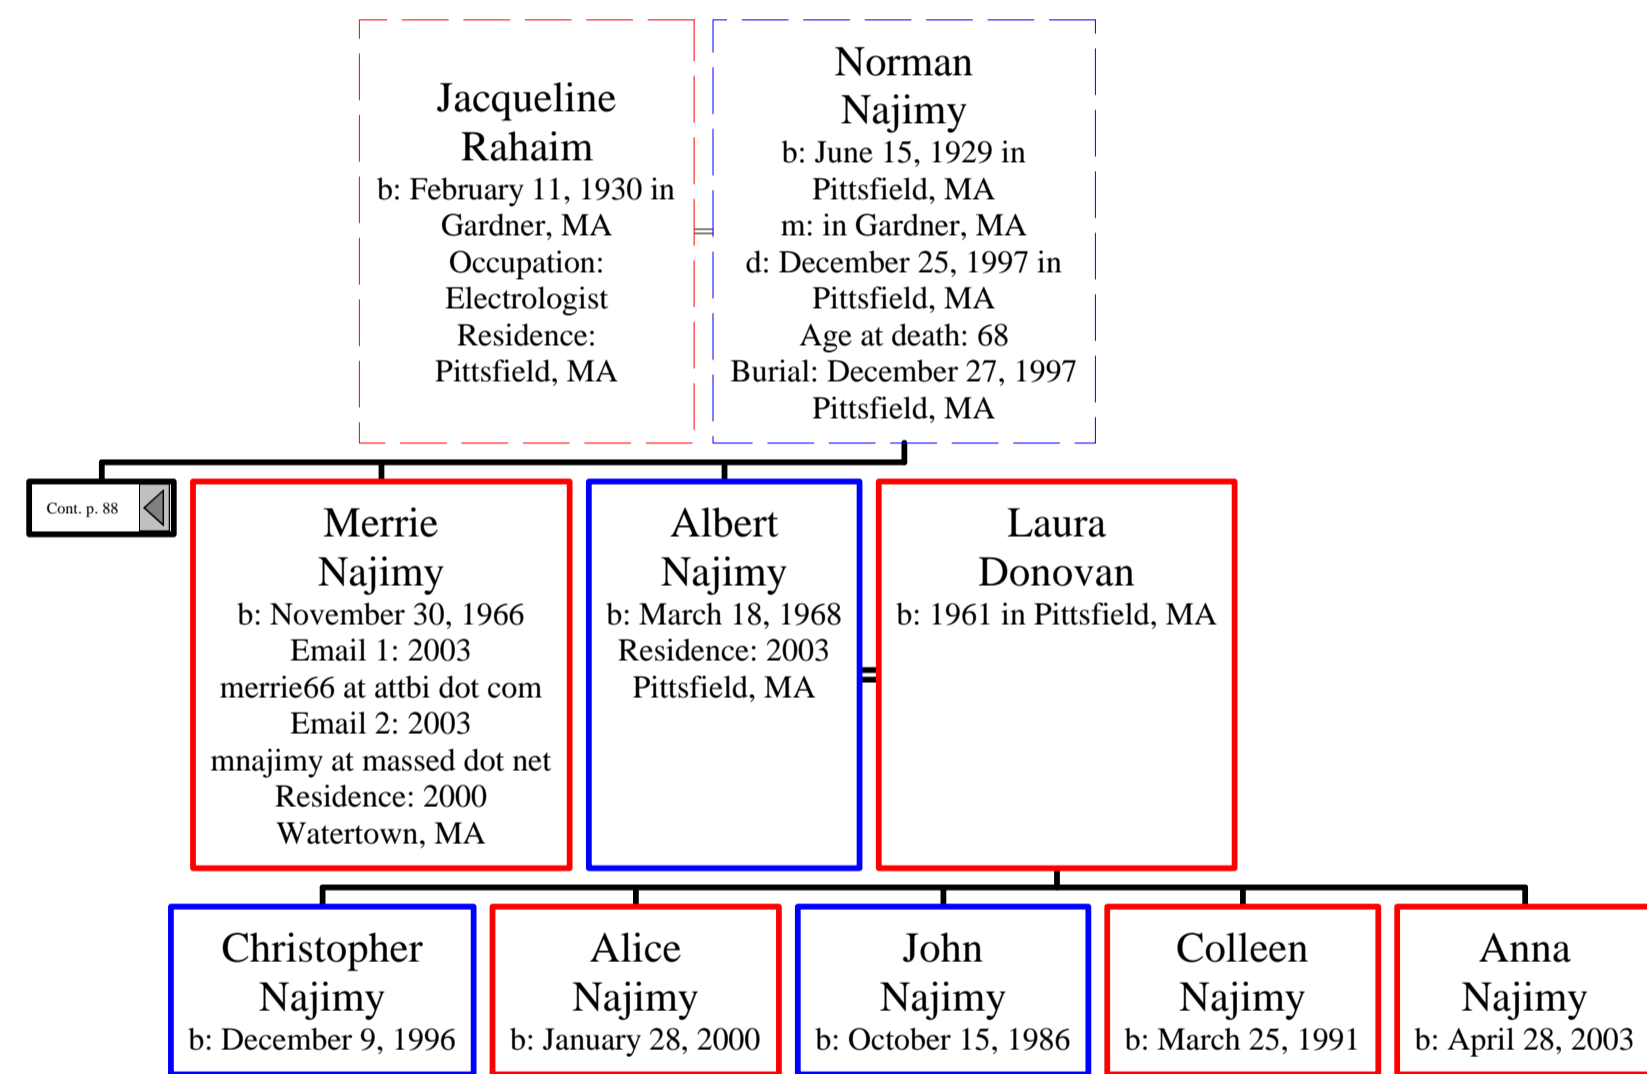 Jacqueline
Rahaim
b: February 11, 1930 in
Gardner, MA
Occupation:
Electrologist
Residence:
Pittsfield, MA
Norman
Najimy
b: June 15, 1929 in
Pittsfield, MA
m: in Gardner, MA
d: December 25, 1997 in
Pittsfield, MA
Age at death: 68
Burial: December 27, 1997
Pittsfield, MA
Cont. p. 88
Merrie
Najimy
b: November 30, 1966
Email 1: 2003
merrie66 at attbi dot com
Email 2: 2003
mnajimy at massed dot net
Residence: 2000
Watertown, MA
Albert
Najimy
b: March 18, 1968
Residence: 2003
Pittsfield, MA
Laura
Donovan
b: 1961 in Pittsfield, MA
Christopher
Najimy
b: December 9, 1996
Alice
Najimy
b: January 28, 2000
John
Najimy
b: October 15, 1986
Colleen
Najimy
b: March 25, 1991
Anna
Najimy
b: April 28, 2003